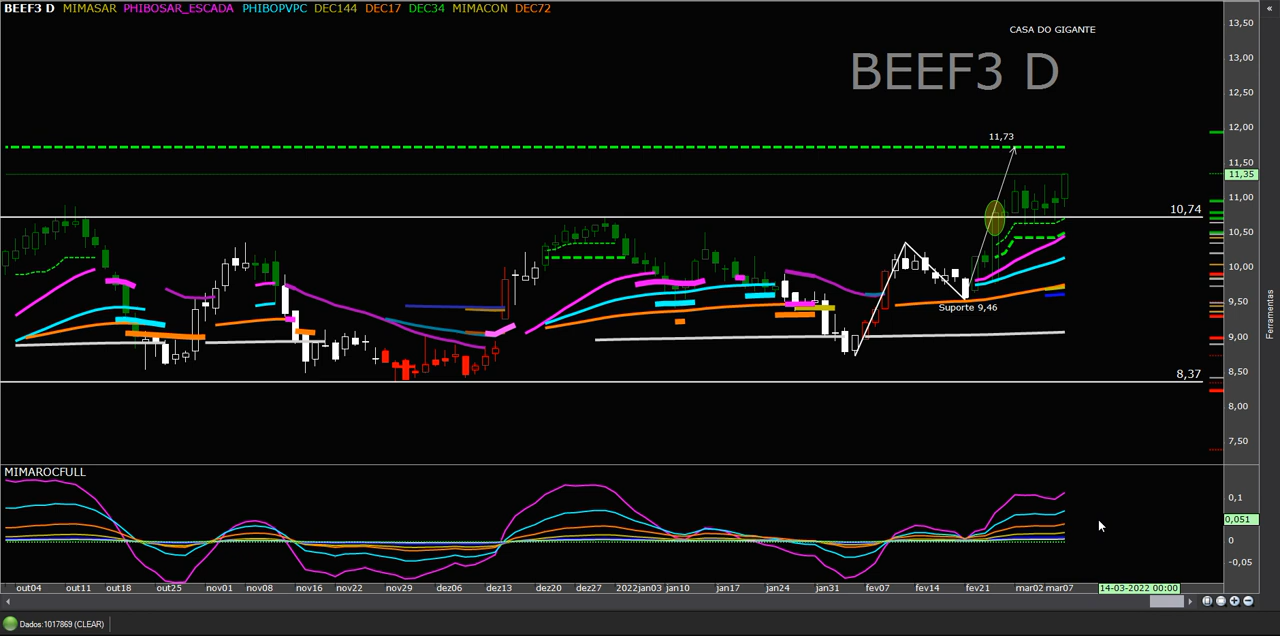 BEEF3 D MIMASAR PHIBOSAR_ESCADA PHIBOPVPC DEC144 DEC17 DEC34 MIMACON DEC72
«
13,50
CASA DO GIGANTE
BEEF3 D
13,00
12,50
12,00
11,73
11,50
11,35
11,00
10,74
10,50
10,00
9,50
Suporte 9,46
Ferramentas
9,00
8,50
8,37
8,00
7,50
MIMAROCFULL
0,1
0,051
0
-0,05
out04 out11 out18 out25 nov01 nov08 nov16 nov22 nov29 dez06 dez13 dez20 dez27 2022jan03 jan10 jan17 jan24 jan31 fev07 fev14 fev21 mar02 mar07 14-03-2022 00:00
Dados:1017869 (CLEAR)